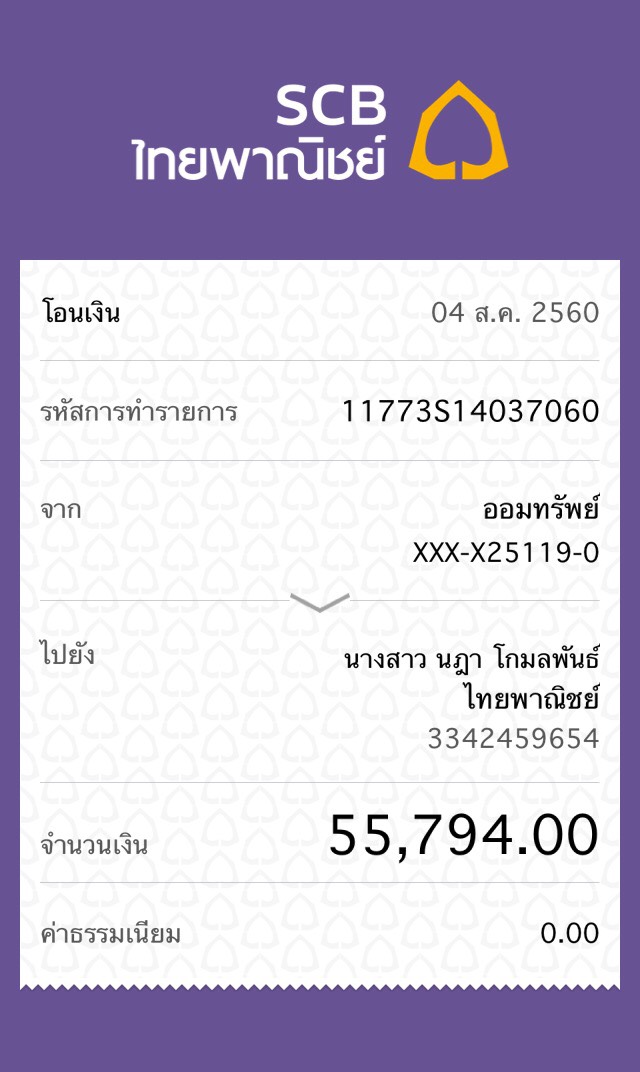 SCB
ไทยพาณิชย์
โอนเงิน 04 ส.ค. 2560
รหัสการทำรายการ 11773S14037060
จาก ออมทรัพย์
XXX-X25119-0
ไปยัง นางสาว นฎา โกมลพันธ์
ไทยพาณิชย์
3342459654
จำนวนเงิน 55,794.00
ค่าธรรมเนียม 0.00